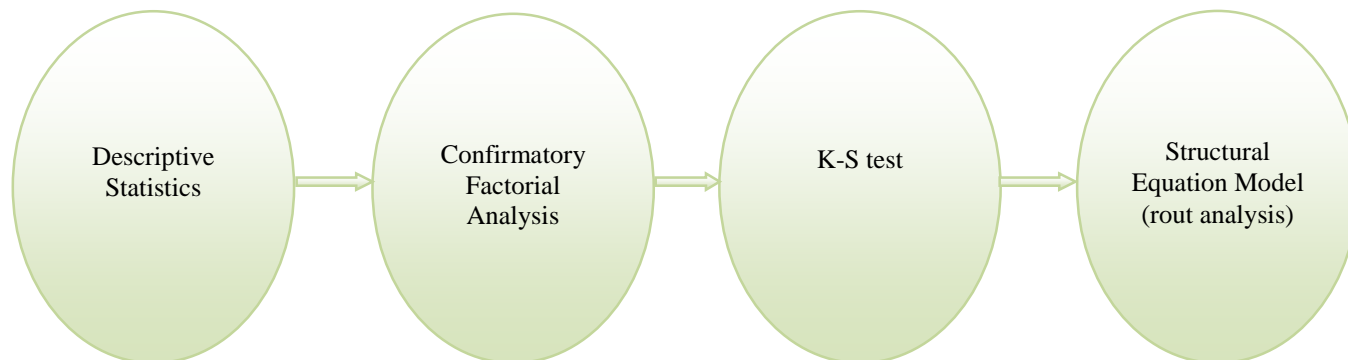 Descriptive
Statistics
Confirmatory
Factorial
Analysis
K-S test
Structural
Equation Model
(rout analysis)